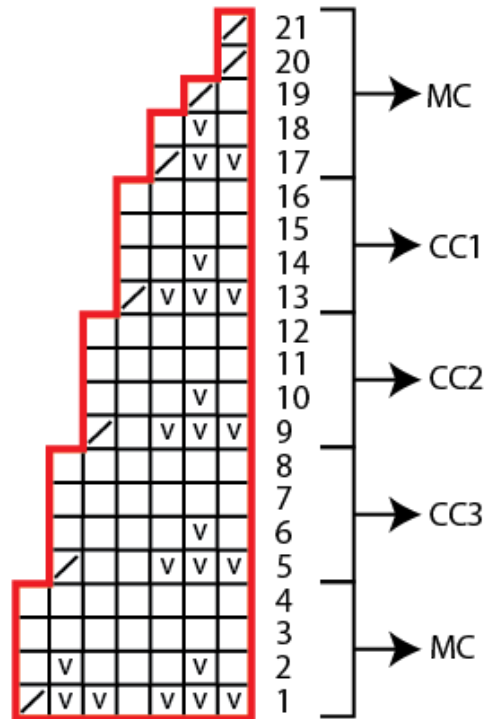 21
20
19 MC
18 V
17 V V
16
15
14 V CC1
13 V V V
12
11
10 V CC2
9 V V V
8
7
6 V CC3
5 V V V
4
3
2 V V MC
1 V V V V V